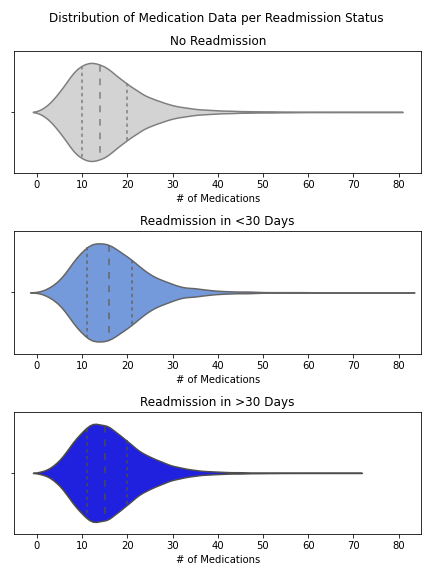 Distribution of Medication Data per Readmission Status
No Readmission
0 10 20 30 40 50 60 70 80
# of Medications
Readmission in <30 Days
0 10 20 30 40 50 60 70 80
# of Medications
Readmission in >30 Days
0 10 20 30 40 50 60 70 80
# of Medications